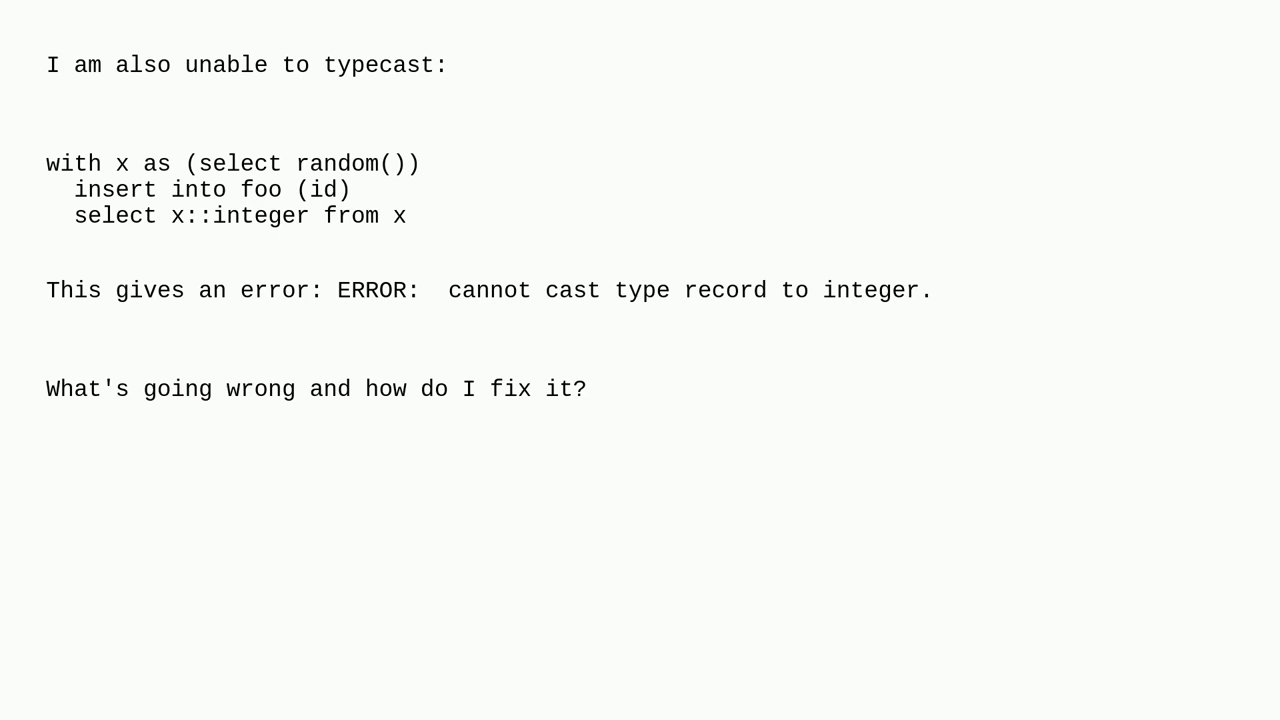 I am also unable to typecast:
with x as (select random())
  insert into foo (id)
  select x::integer from x
This gives an error: ERROR:  cannot cast type record to integer.
What's going wrong and how do I fix it?